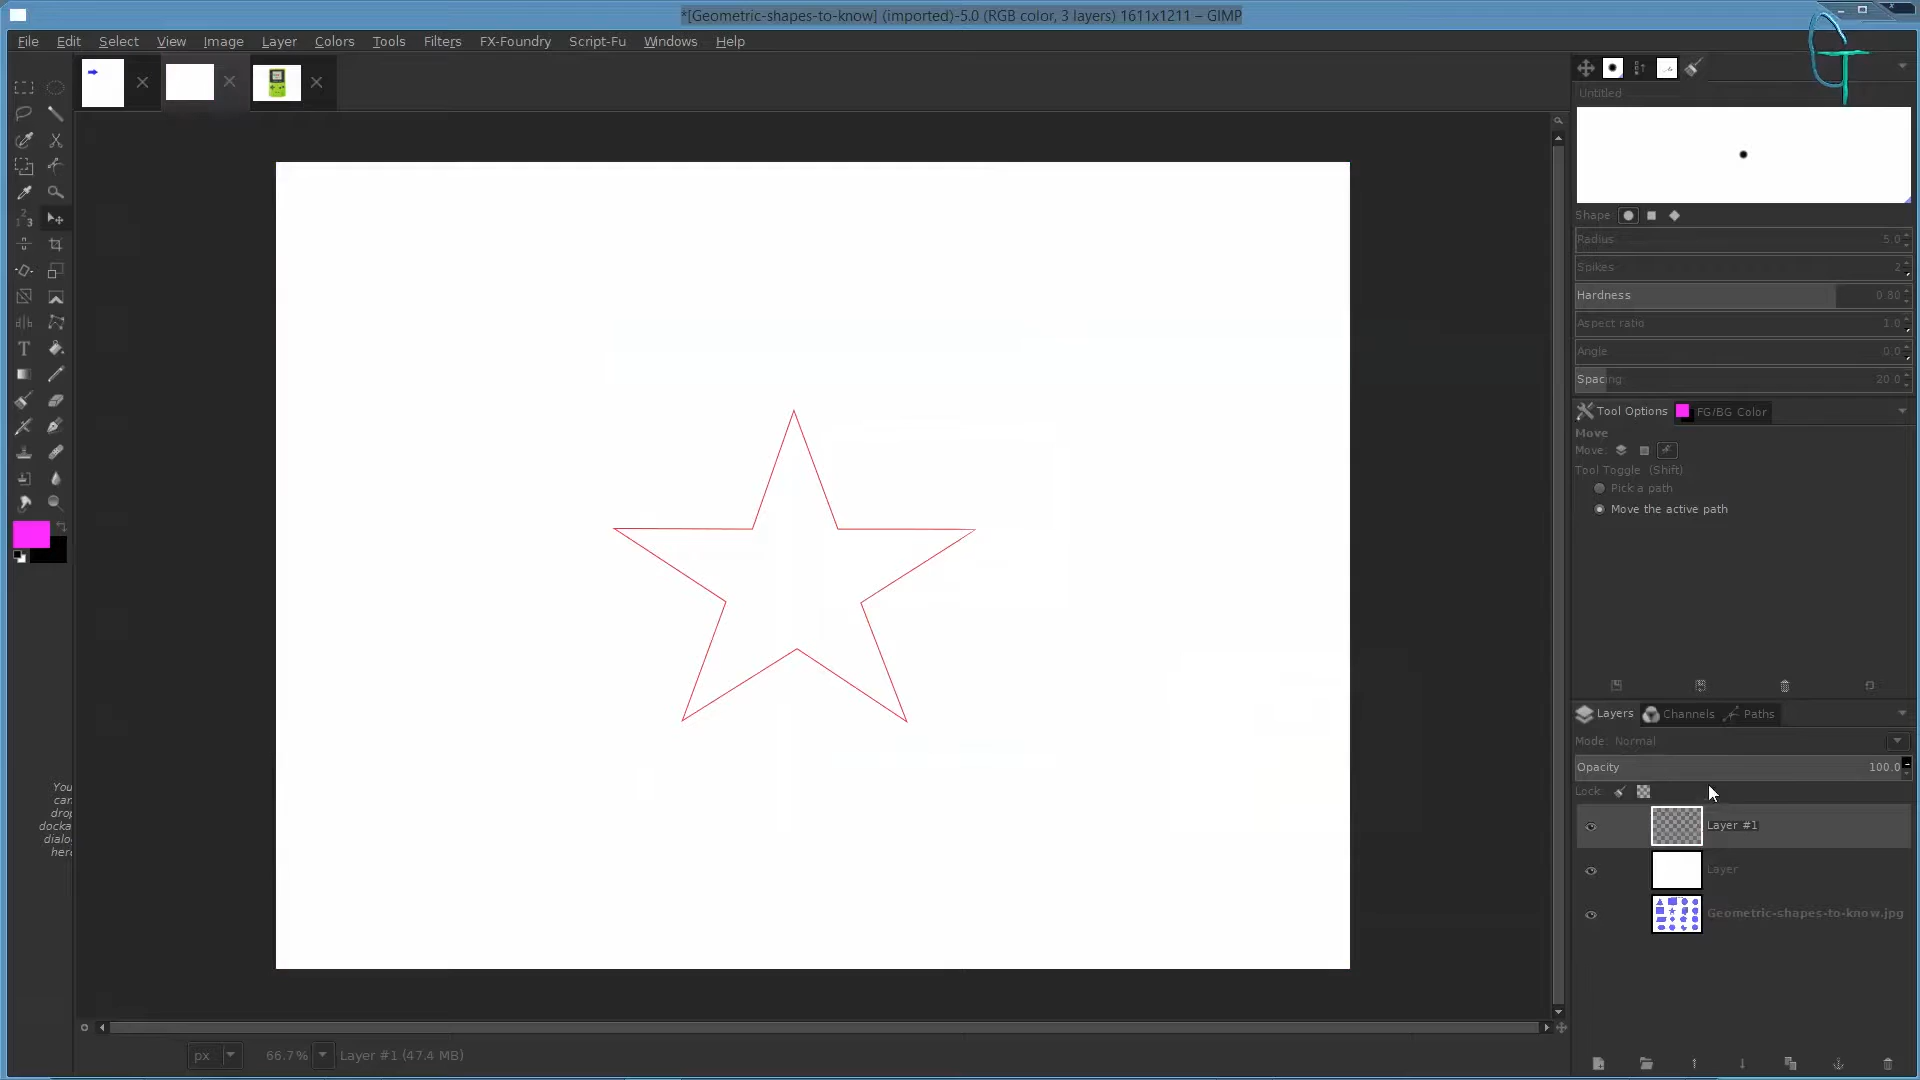 *[Geometric-shapes-to-know] (imported)-5.0 (RGB color, 3 layers) 1611x1211 – GIMP
File Edit Select View Image Layer Colors Tools Filters FX-Foundry Script-Fu Windows Help
Untitled
Shape:
Radius 5.0
Spikes 2
Hardness 0.80
Aspect ratio 1.0
Angle 0.0
Spacing 20.0
Tool Options FG/BG Color
Move
Move:
Tool Toggle (Shift)
Pick a path
Move the active path
You
can
drop
docka
dialo
here
Layers Channels Paths
Mode: Normal
Opacity 100.0
Lock:
Layer #1
Layer
Geometric-shapes-to-know.jpg
px 66.7% Layer #1 (47.4 MB)